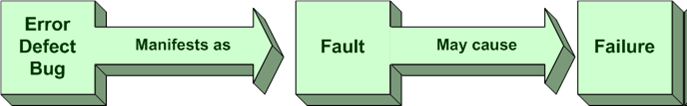 Error
Defect
Bug
Manifests as
Fault
May cause
Failure